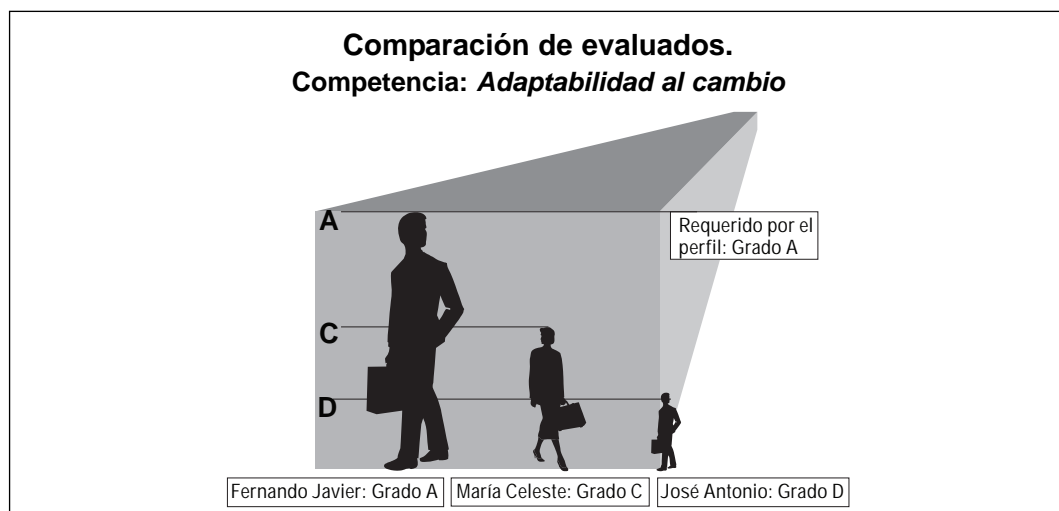 Comparación de evaluados.
Competencia: Adaptabilidad al cambio
A
Requerido por el
perfil: Grado A
C
D
Fernando Javier: Grado A
María Celeste: Grado C
José Antonio: Grado D